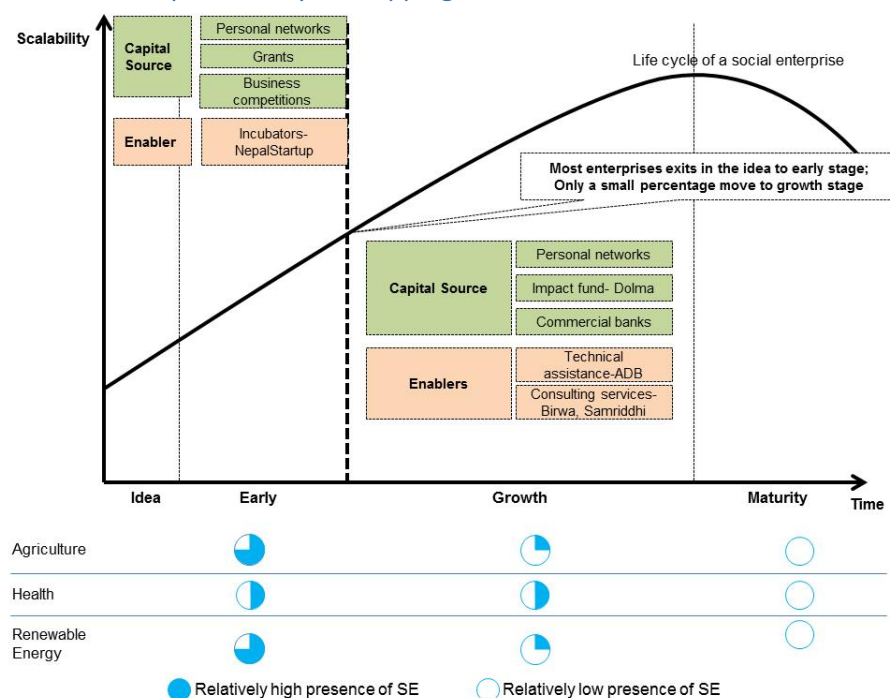 Scalability
Capital
Source
Personal networks
Grants
Business
competitions
Enabler
Incubators-
NepalStartup
Life cycle of a social enterprise
Most enterprises exits in the idea to early stage;
Only a small percentage move to growth stage
Capital Source
Personal networks
Impact fund- Dolma
Commercial banks
Enablers
Technical
assistance-ADB
Consulting services-
Birwa, Samriddhi
Idea
Early
Growth
Maturity
Time
Agriculture
Health
Renewable
Energy
Relatively high presence of SE
Relatively low presence of SE